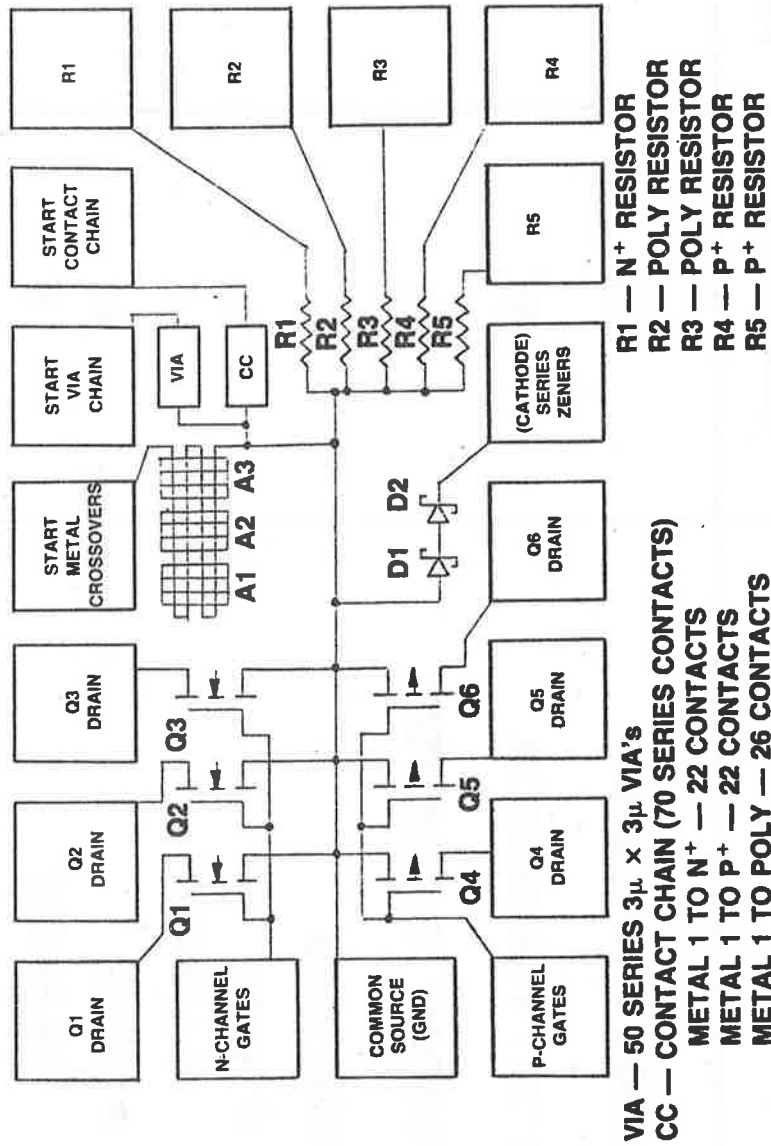 Q1
DRAIN
Q2
DRAIN
Q3
DRAIN
START
METAL
CROSSOVERS
START
VIA
CHAIN
START
CONTACT
CHAIN
R1
N-CHANNEL
GATES
Q1
Q2
Q3
A1
A2
A3
VIA
CC
R2
COMMON
SOURCE
(GND)
R1
R2
R3
R4
R5
R3
P-CHANNEL
GATES
Q4
Q5
Q6
D1
D2
R4
Q4
DRAIN
Q5
DRAIN
Q6
DRAIN
(CATHODE)
SERIES
ZENERS
R5
VIA — 50 SERIES 3μ × 3μ VIA's
CC — CONTACT CHAIN (70 SERIES CONTACTS)
METAL 1 TO N+ — 22 CONTACTS
METAL 1 TO P+ — 22 CONTACTS
METAL 1 TO POLY — 26 CONTACTS
R1 — N+ RESISTOR
R2 — POLY RESISTOR
R3 — POLY RESISTOR
R4 — P+ RESISTOR
R5 — P+ RESISTOR